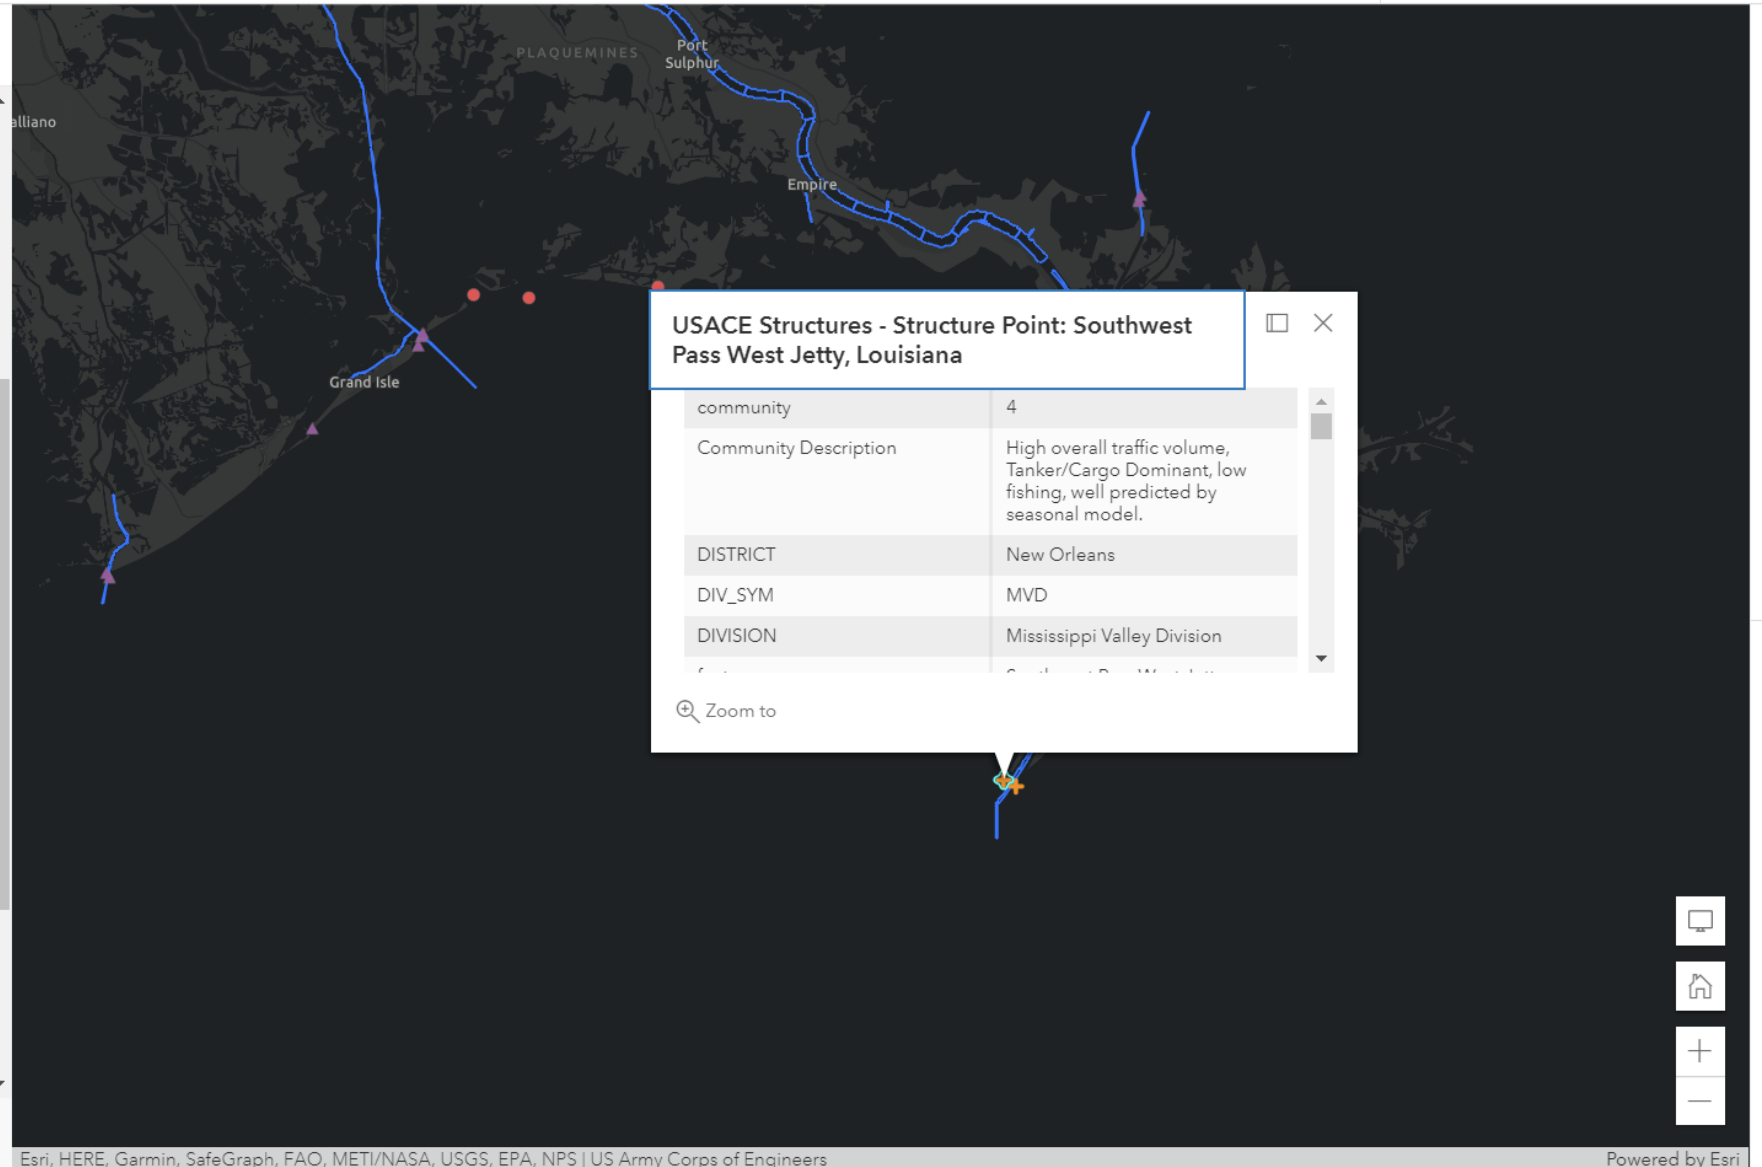 PLAQUEMINES
Port
Sulphur
alliano
Empire
Grand Isle
USACE Structures - Structure Point: Southwest
Pass West Jetty, Louisiana
community 4
Community Description High overall traffic volume,
Tanker/Cargo Dominant, low
fishing, well predicted by
seasonal model.
DISTRICT New Orleans
DIV_SYM MVD
DIVISION Mississippi Valley Division
Zoom to
Esri, HERE, Garmin, SafeGraph, FAO, METI/NASA, USGS, EPA, NPS | US Army Corps of Engineers
Powered by Esri